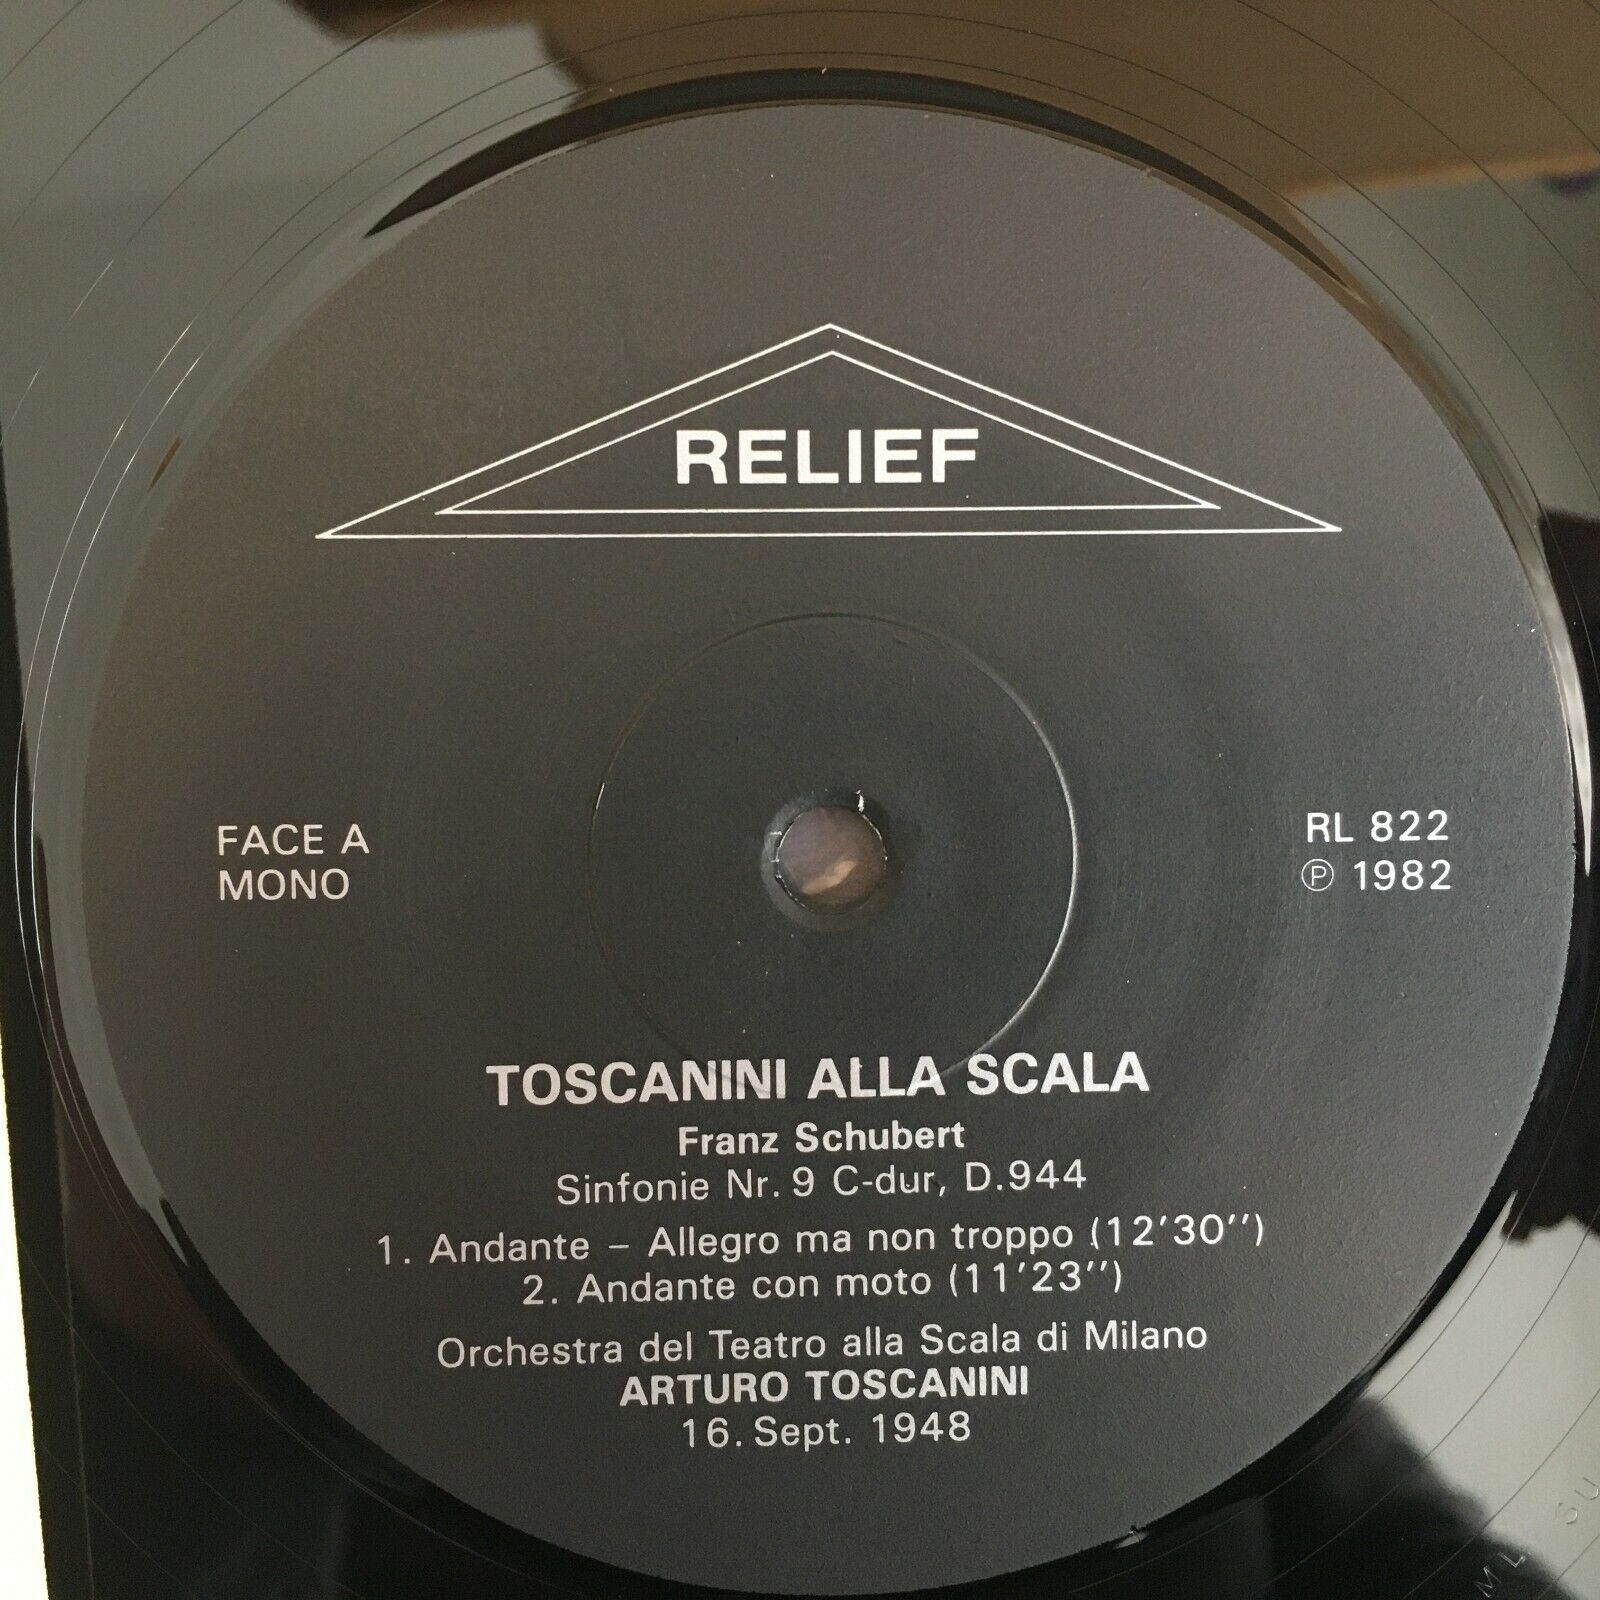 RELIEF
FACE A
MONO
RL 822
Ⓟ 1982
TOSCANINI ALLA SCALA
Franz Schubert
Sinfonie Nr. 9 C-dur, D.944
1. Andante – Allegro ma non troppo (12'30'')
2. Andante con moto (11'23'')
Orchestra del Teatro alla Scala di Milano
ARTURO TOSCANINI
16. Sept. 1948